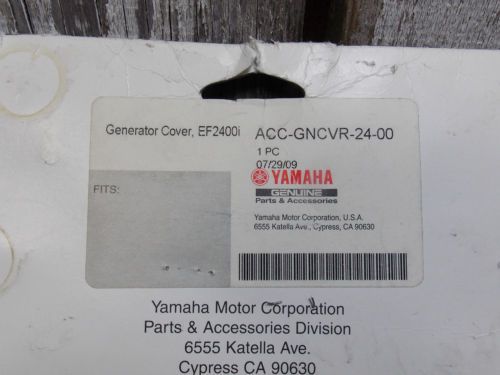 Generator Cover, EF2400i
ACC-GNCVR-24-00
1 PC
07/29/09
YAMAHA
GENUINE
Parts & Accessories
FITS:
Yamaha Motor Corporation, U.S.A.
6555 Katella Ave., Cypress, CA 90630
Yamaha Motor Corporation
Parts & Accessories Division
6555 Katella Ave.
Cypress CA 90630